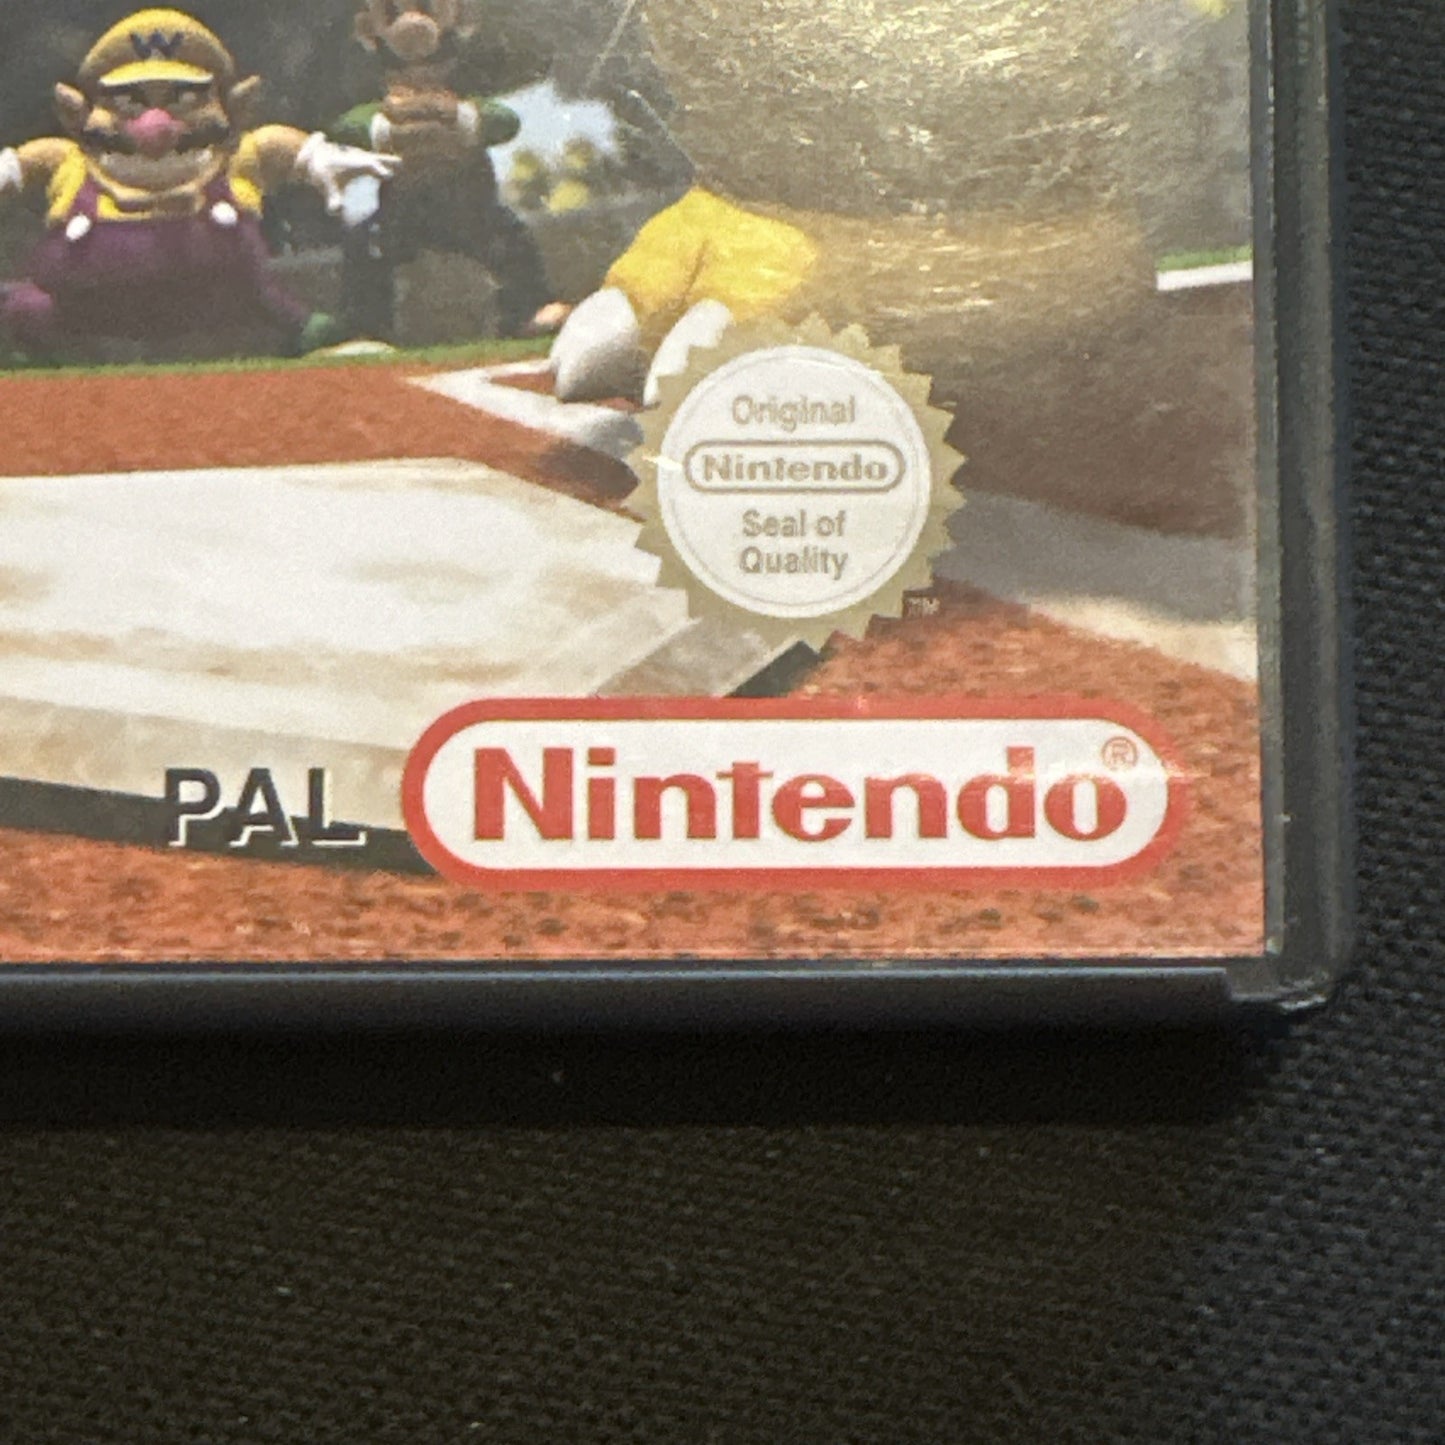 W
Original
Nintendo
Seal of
Quality
TM
PAL
Nintendo®